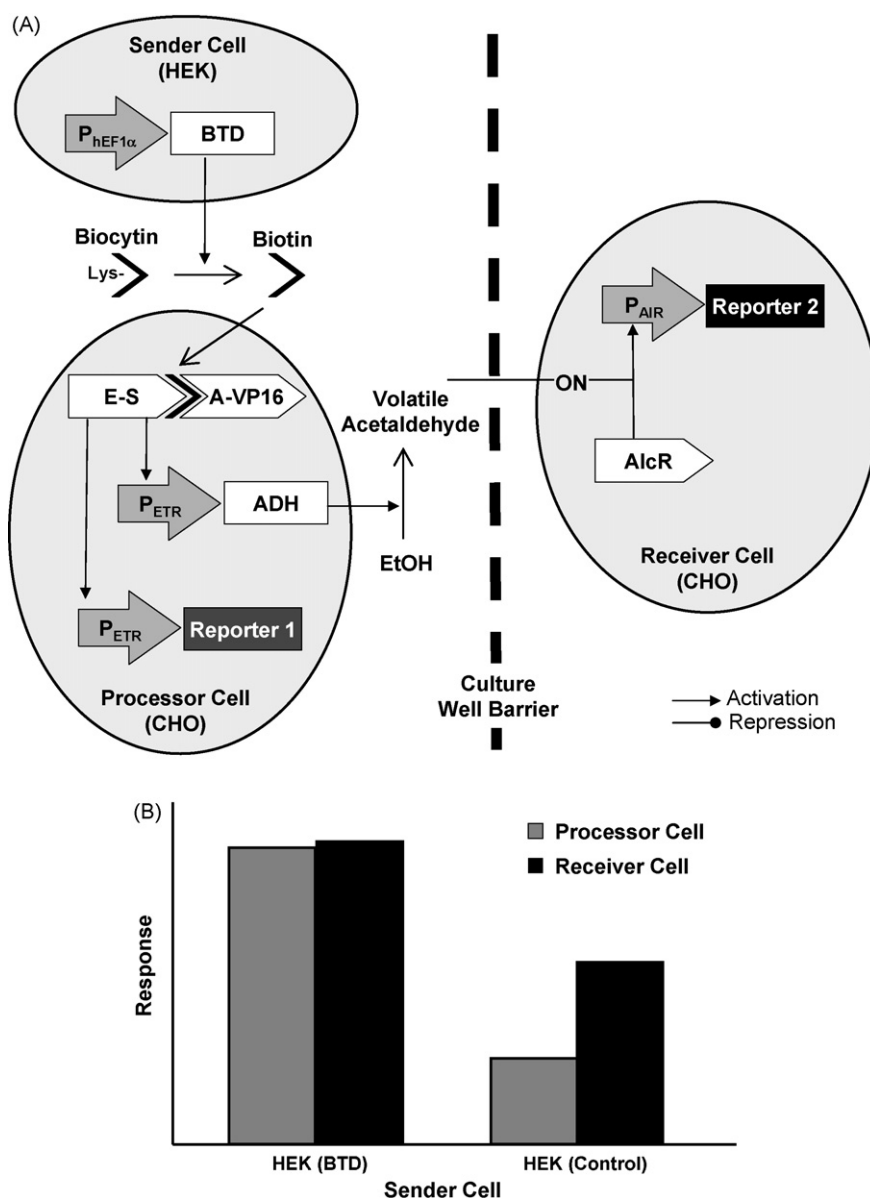 (A)
Sender Cell
(HEK)
PhEF1α
BTD
Biocytin
Biotin
Lys-
E-S
A-VP16
PETR
ADH
PETR
Reporter 1
Processor Cell
(CHO)
Volatile
Acetaldehyde
EtOH
Culture
Well Barrier
PAIR
Reporter 2
ON
AlcR
Receiver Cell
(CHO)
Activation
Repression
(B)
Processor Cell
Receiver Cell
Response
HEK (BTD)
HEK (Control)
Sender Cell